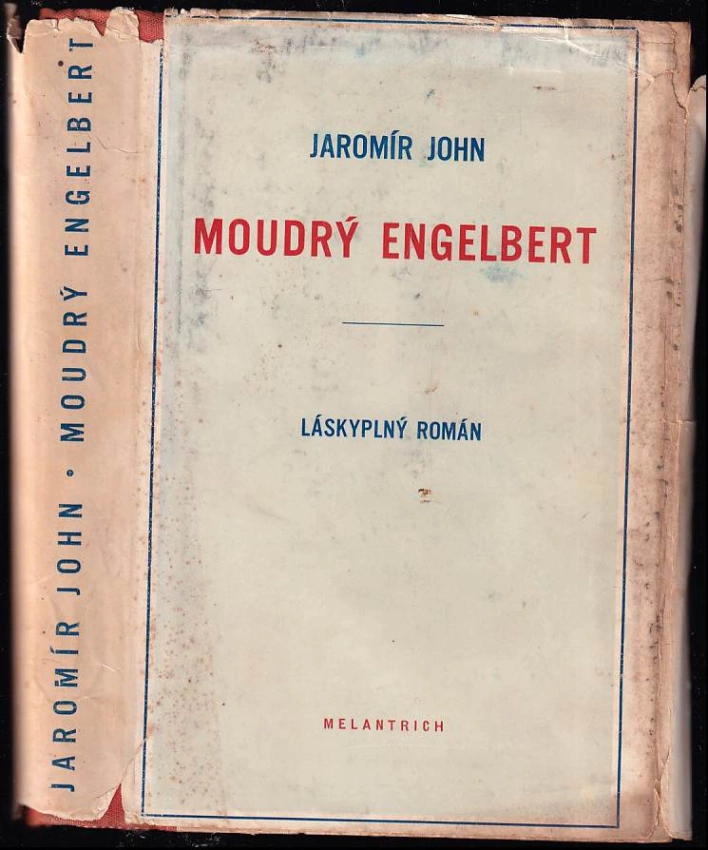 JAROMÍR JOHN • MOUDRÝ ENGELBERT
JAROMÍR JOHN
MOUDRÝ ENGELBERT
LÁSKYPLNÝ ROMÁN
MELANTRICH